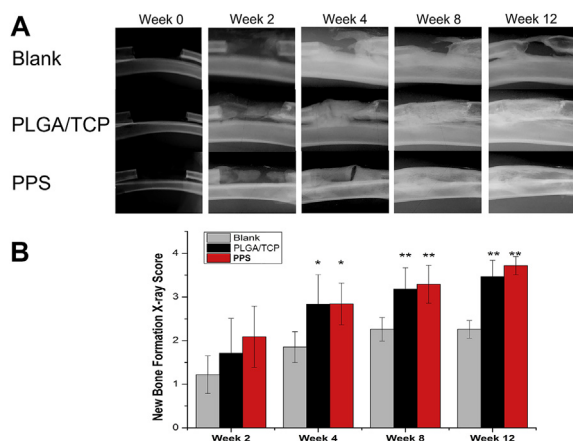 A
Week 0 Week 2 Week 4 Week 8 Week 12
Blank
PLGA/TCP
PPS
B
New Bone Formation X-ray Score
4
3
2
1
0
Blank
PLGA/TCP
PPS
* *
** **
** **
Week 2 Week 4 Week 8 Week 12